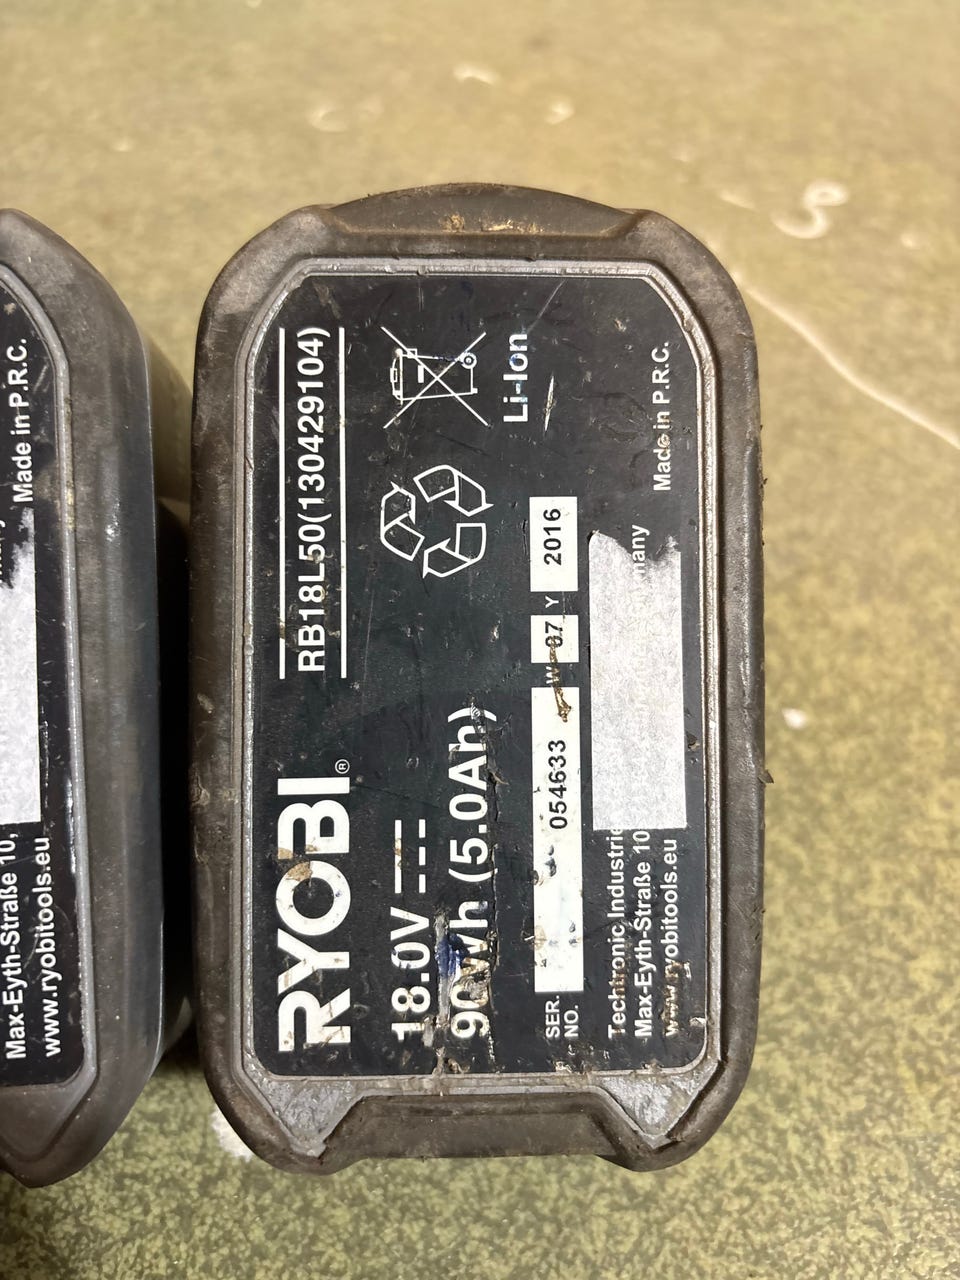 Made in P.R.C.
Max-Eyth-Straße 10,
www.ryobitools.eu
RYOBI®
RB18L50(130429104)
18.0V
90Wh (5.0Ah)
Li-Ion
SER. NO. 054633 W 07 Y 2016
Techtronic Industrie
Max-Eyth-Straße 10
many
www.ryobitools.eu
Made in P.R.C.